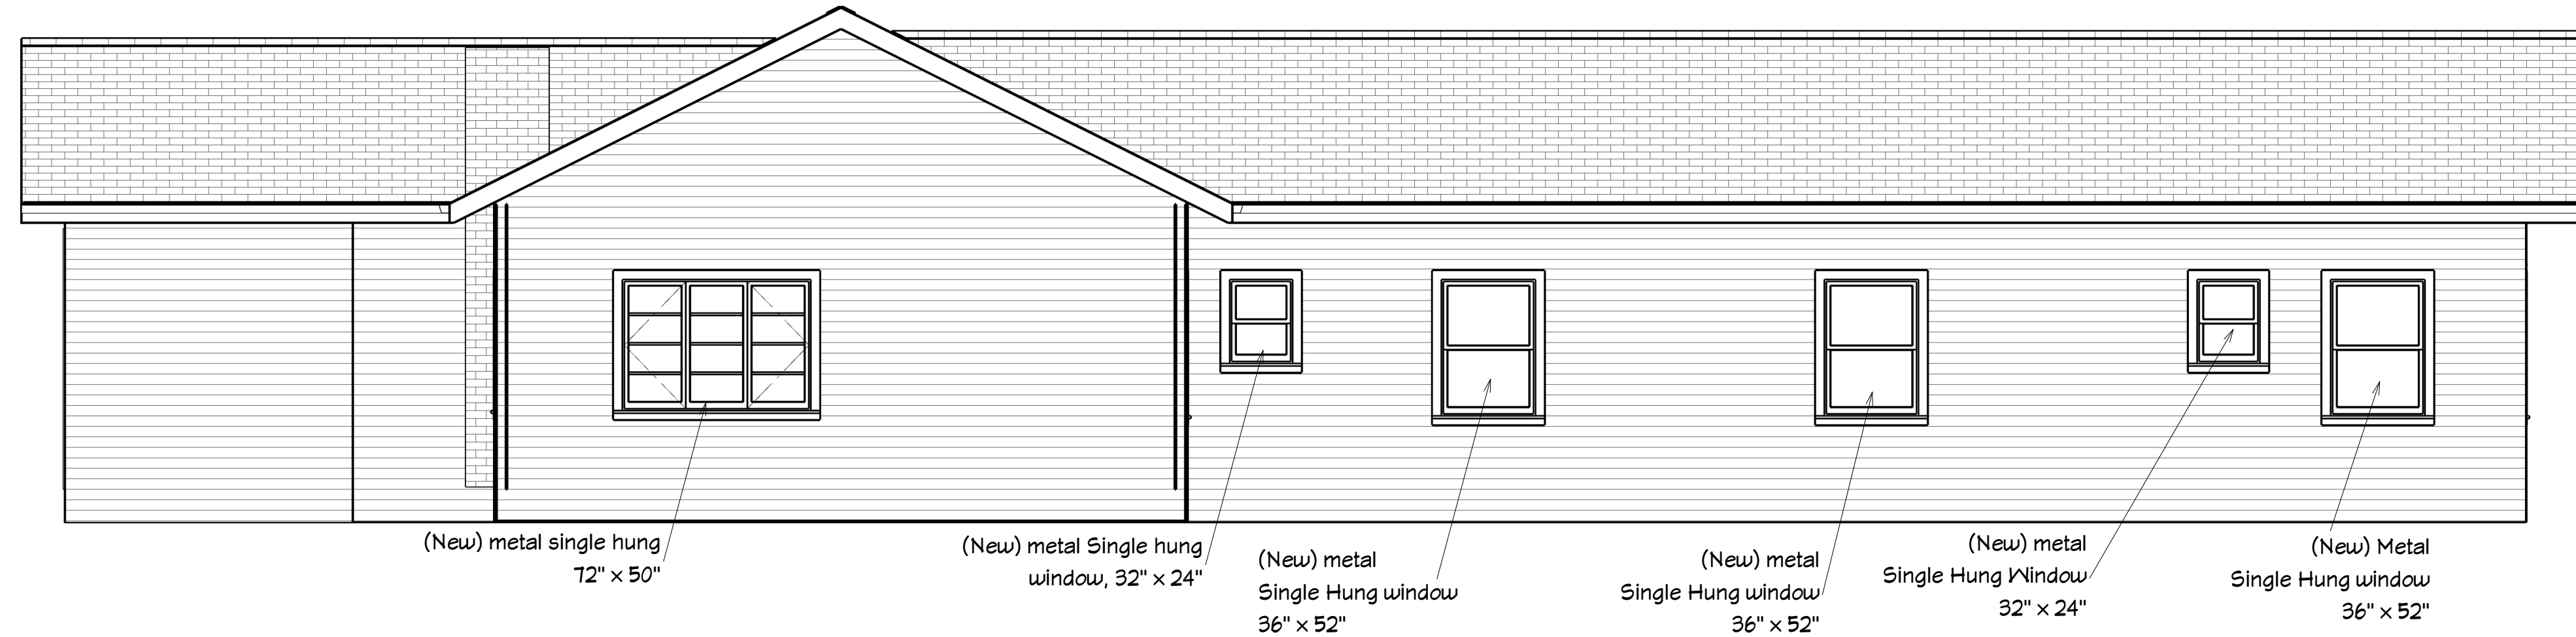 (New) metal single hung
72" x 50"
(New) metal Single hung
window, 32" x 24"
(New) metal
Single Hung window
36" x 52"
(New) metal
Single Hung window
36" x 52"
(New) metal
Single Hung Window
32" x 24"
(New) Metal
Single Hung window
36" x 52"